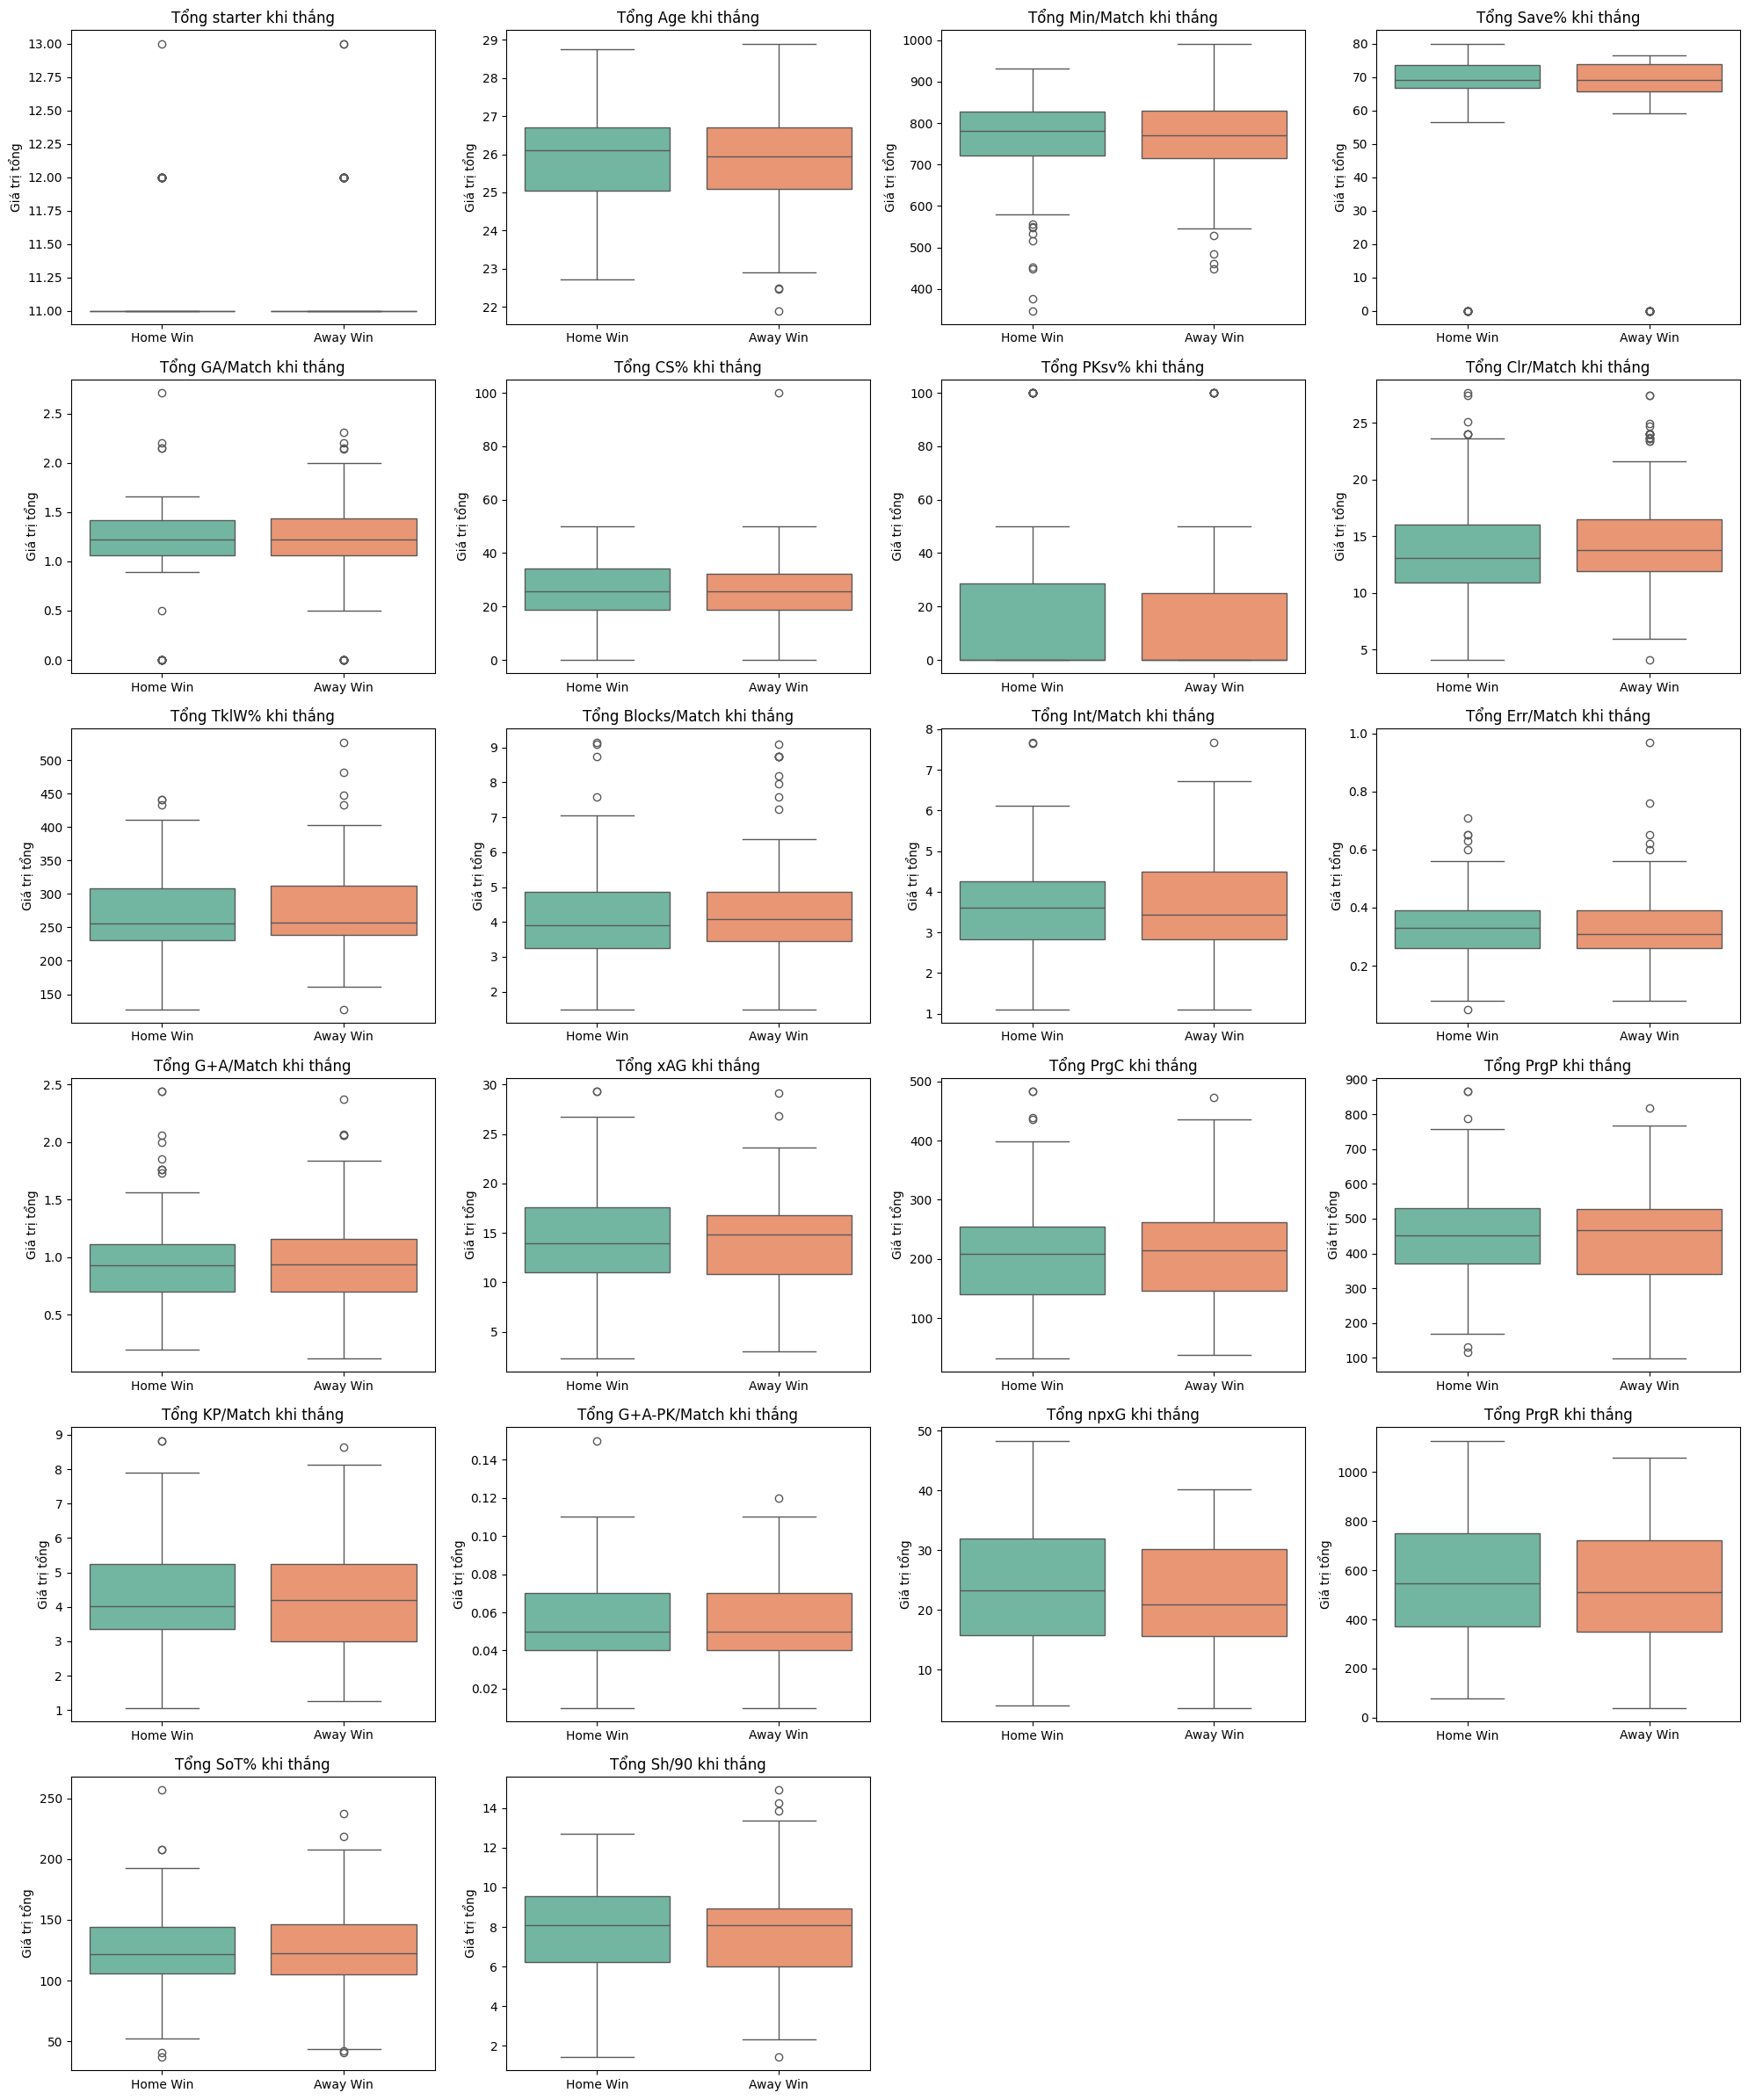 Tổng starter khi thắng
Giá trị tổng
13.00
12.75
12.50
12.25
12.00
11.75
11.50
11.25
11.00
Home Win Away Win
Tổng Age khi thắng
Giá trị tổng
29
28
27
26
25
24
23
22
Home Win Away Win
Tổng Min/Match khi thắng
Giá trị tổng
1000
900
800
700
600
500
400
Home Win Away Win
Tổng Save% khi thắng
Giá trị tổng
80
70
60
50
40
30
20
10
0
Home Win Away Win
Tổng GA/Match khi thắng
Giá trị tổng
2.5
2.0
1.5
1.0
0.5
0.0
Home Win Away Win
Tổng CS% khi thắng
Giá trị tổng
100
80
60
40
20
0
Home Win Away Win
Tổng PKsv% khi thắng
Giá trị tổng
100
80
60
40
20
0
Home Win Away Win
Tổng Clr/Match khi thắng
Giá trị tổng
25
20
15
10
5
Home Win Away Win
Tổng TklW% khi thắng
Giá trị tổng
500
450
400
350
300
250
200
150
Home Win Away Win
Tổng Blocks/Match khi thắng
Giá trị tổng
9
8
7
6
5
4
3
2
Home Win Away Win
Tổng Int/Match khi thắng
Giá trị tổng
8
7
6
5
4
3
2
1
Home Win Away Win
Tổng Err/Match khi thắng
Giá trị tổng
1.0
0.8
0.6
0.4
0.2
Home Win Away Win
Tổng G+A/Match khi thắng
Giá trị tổng
2.5
2.0
1.5
1.0
0.5
Home Win Away Win
Tổng xAG khi thắng
Giá trị tổng
30
25
20
15
10
5
Home Win Away Win
Tổng PrgC khi thắng
Giá trị tổng
500
400
300
200
100
Home Win Away Win
Tổng PrgP khi thắng
Giá trị tổng
900
800
700
600
500
400
300
200
100
Home Win Away Win
Tổng KP/Match khi thắng
Giá trị tổng
9
8
7
6
5
4
3
2
1
Home Win Away Win
Tổng G+A-PK/Match khi thắng
Giá trị tổng
0.14
0.12
0.10
0.08
0.06
0.04
0.02
Home Win Away Win
Tổng npxG khi thắng
Giá trị tổng
50
40
30
20
10
Home Win Away Win
Tổng PrgR khi thắng
Giá trị tổng
1000
800
600
400
200
0
Home Win Away Win
Tổng SoT% khi thắng
Giá trị tổng
250
200
150
100
50
Home Win Away Win
Tổng Sh/90 khi thắng
Giá trị tổng
14
12
10
8
6
4
2
Home Win Away Win